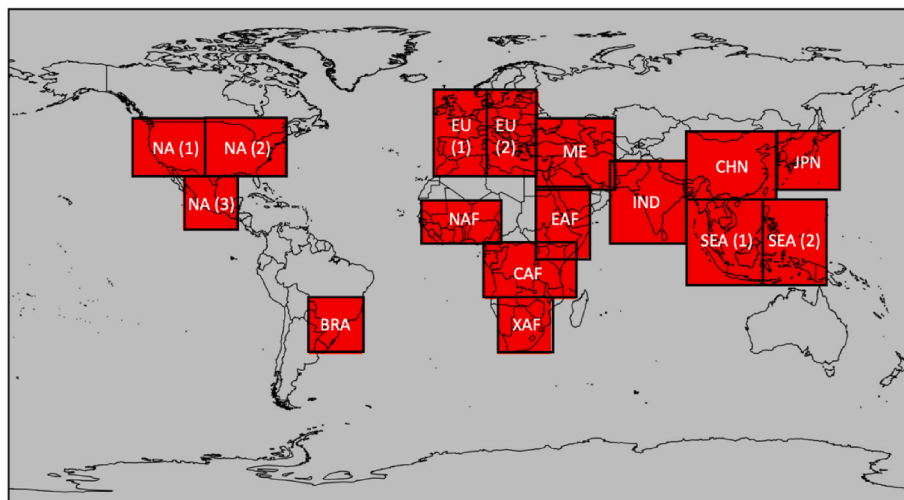 NA (1)
NA (2)
NA (3)
EU
(1)
EU
(2)
ME
CHN
JPN
IND
NAF
EAF
SEA (1)
SEA (2)
CAF
BRA
XAF